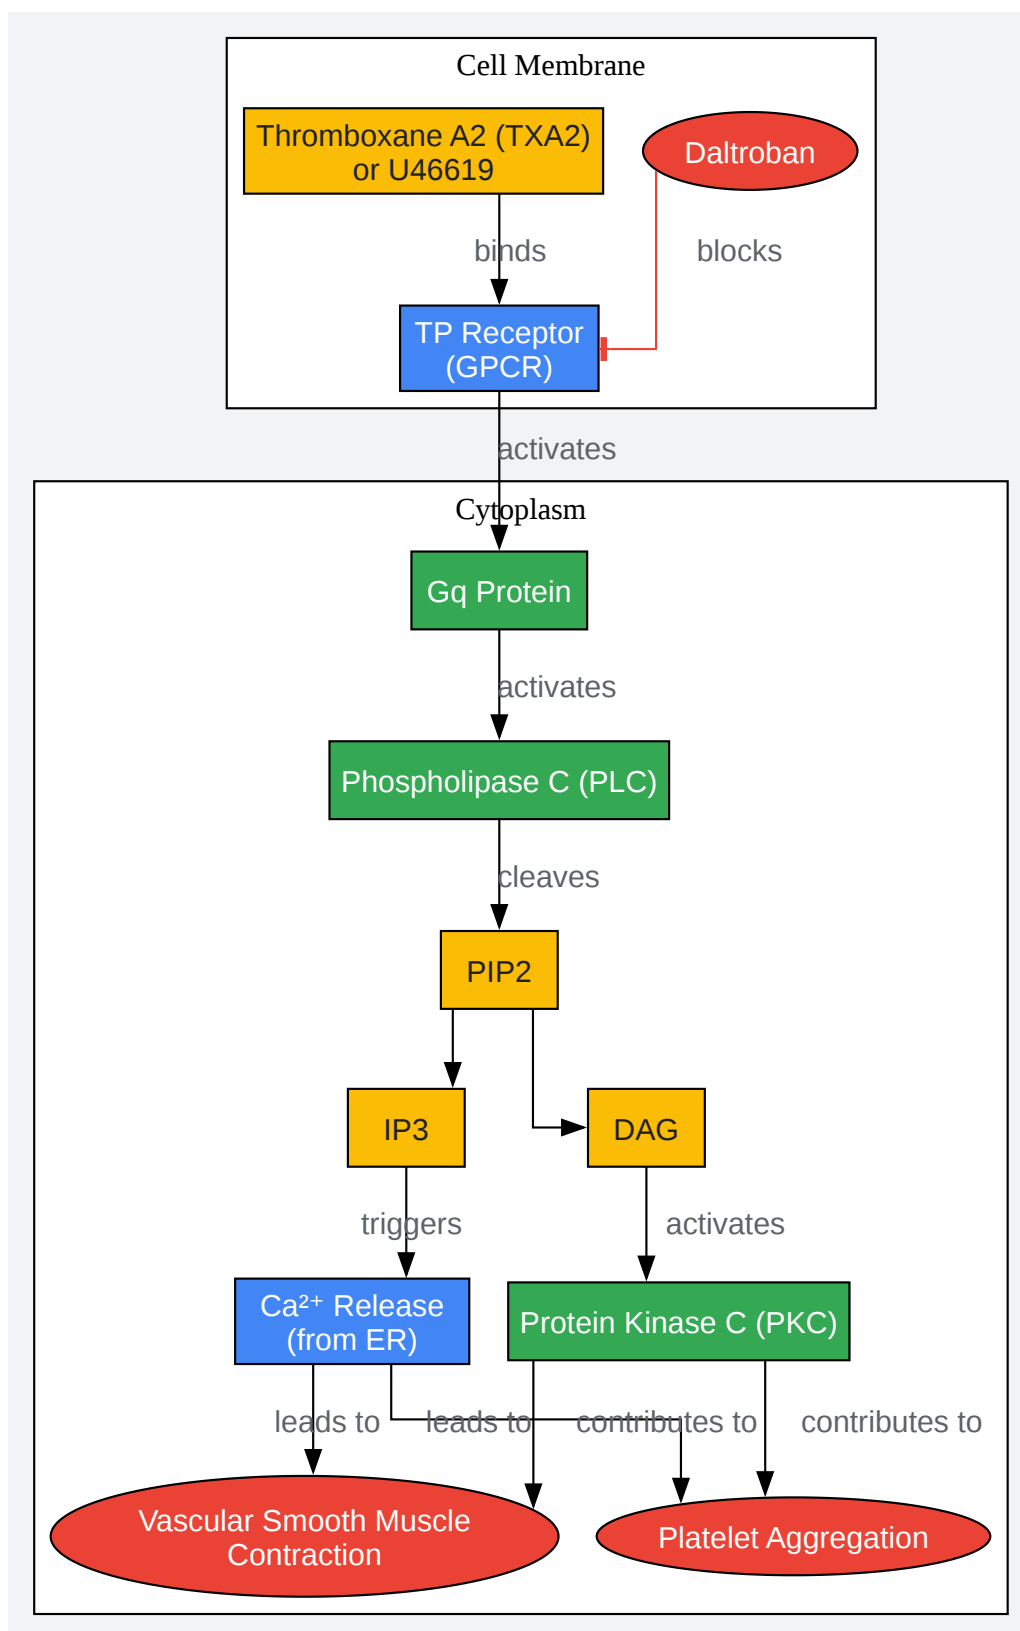 Cell Membrane
Thromboxane A2 (TXA2)
or U46619
Daltroban
binds
blocks
TP Receptor
(GPCR)
activates
Cytoplasm
Gq Protein
activates
Phospholipase C (PLC)
cleaves
PIP2
IP3
DAG
triggers
activates
Ca²⁺ Release
(from ER)
Protein Kinase C (PKC)
leads to
leads to
contributes to
contributes to
Vascular Smooth Muscle
Contraction
Platelet Aggregation